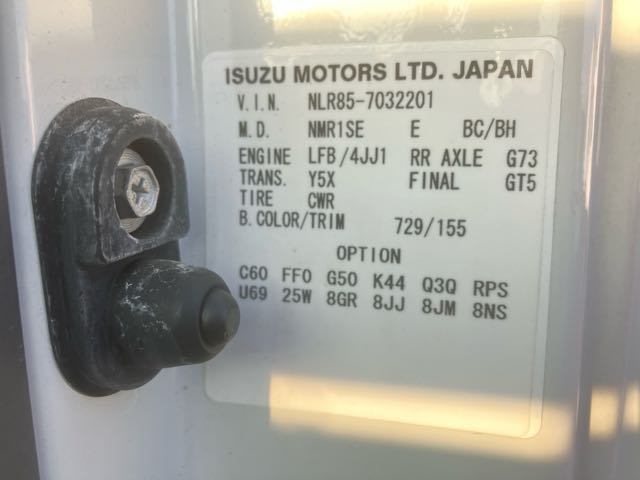 ISUZU MOTORS LTD. JAPAN
V.I.N. NLR85-7032201
M.D. NMR1SE E BC/BH
ENGINE LFB/4JJ1 RR AXLE G73
TRANS. Y5X FINAL GT5
TIRE CWR
B.COLOR/TRIM 729/155
OPTION
C60 FF0 G50 K44 Q3Q RPS
U69 25W 8GR 8JJ 8JM 8NS